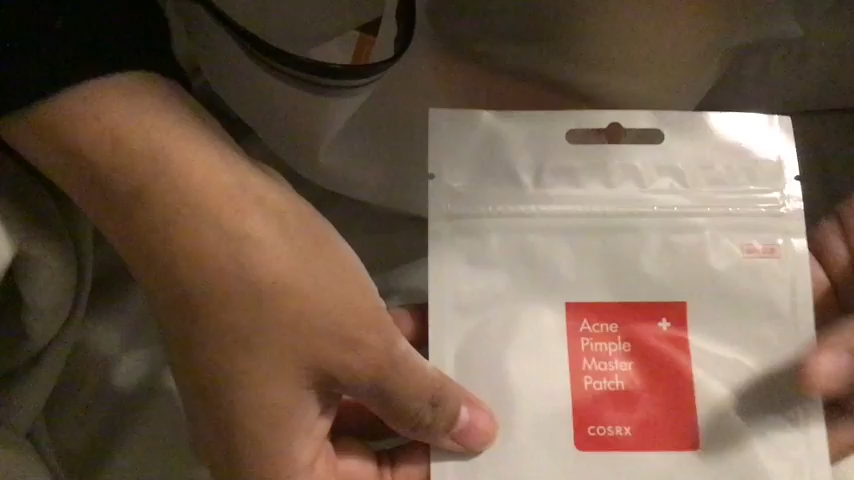 Acne
Pimple
Master
Patch
COSRX